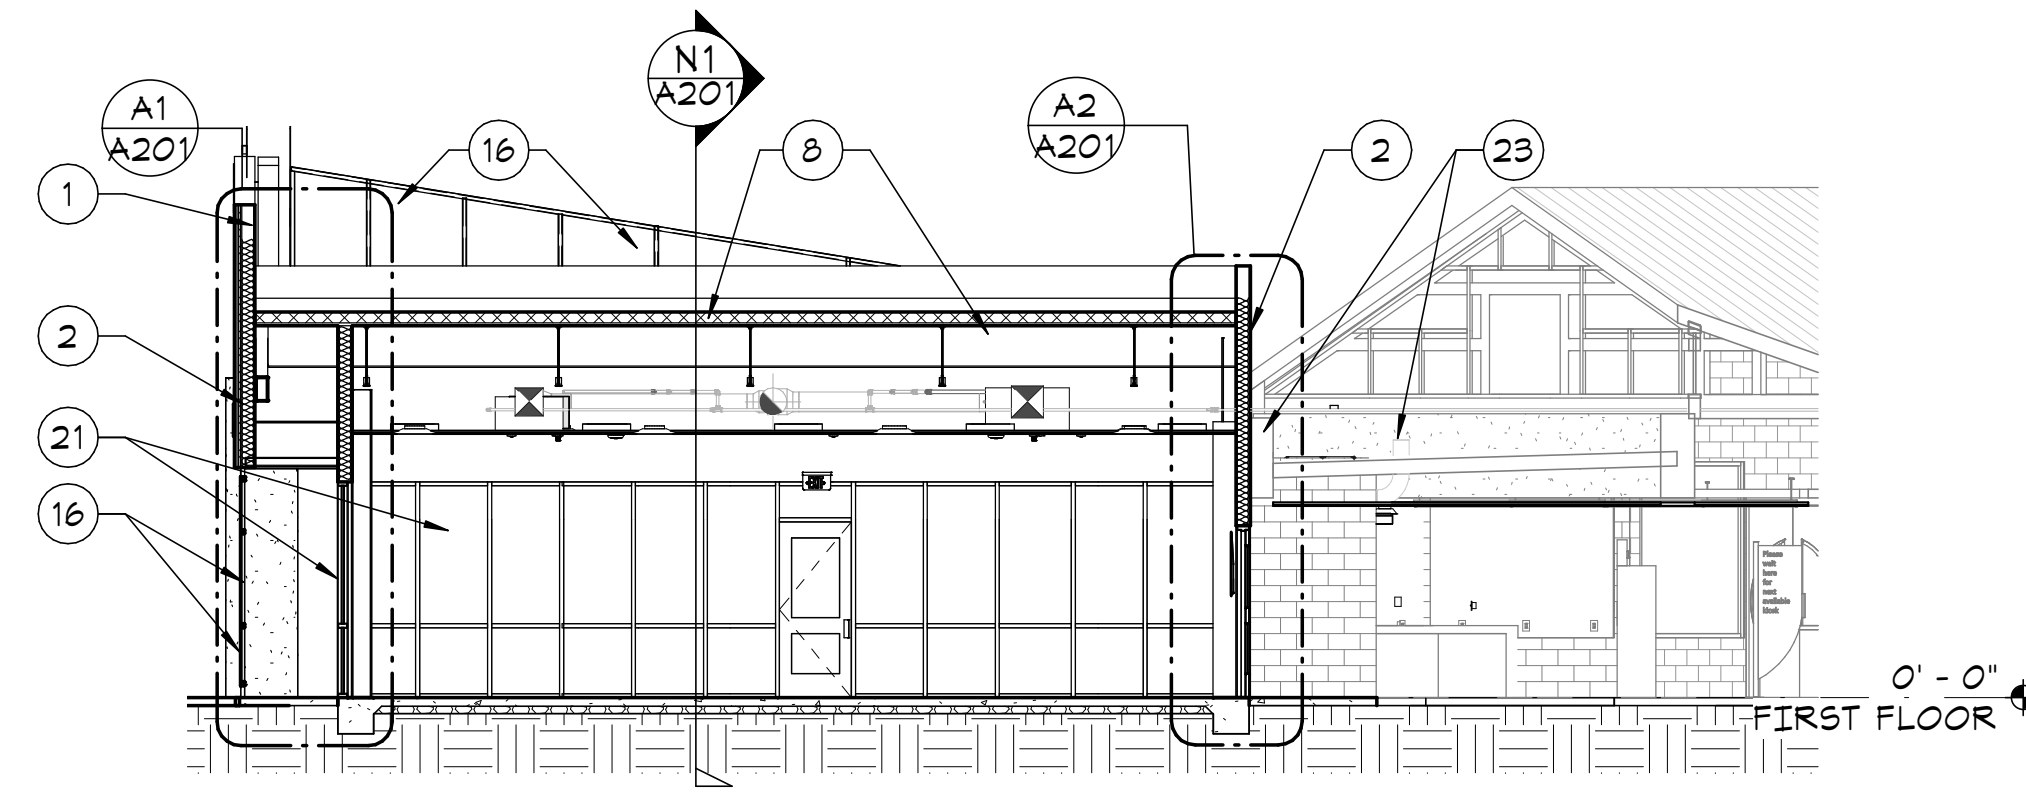 N1
A201
A1
A201
A2
A201
16
8
2
23
1
2
21
16
EXIT
Please
wait
here
for
next
available
kiosk
0' - 0"
FIRST FLOOR